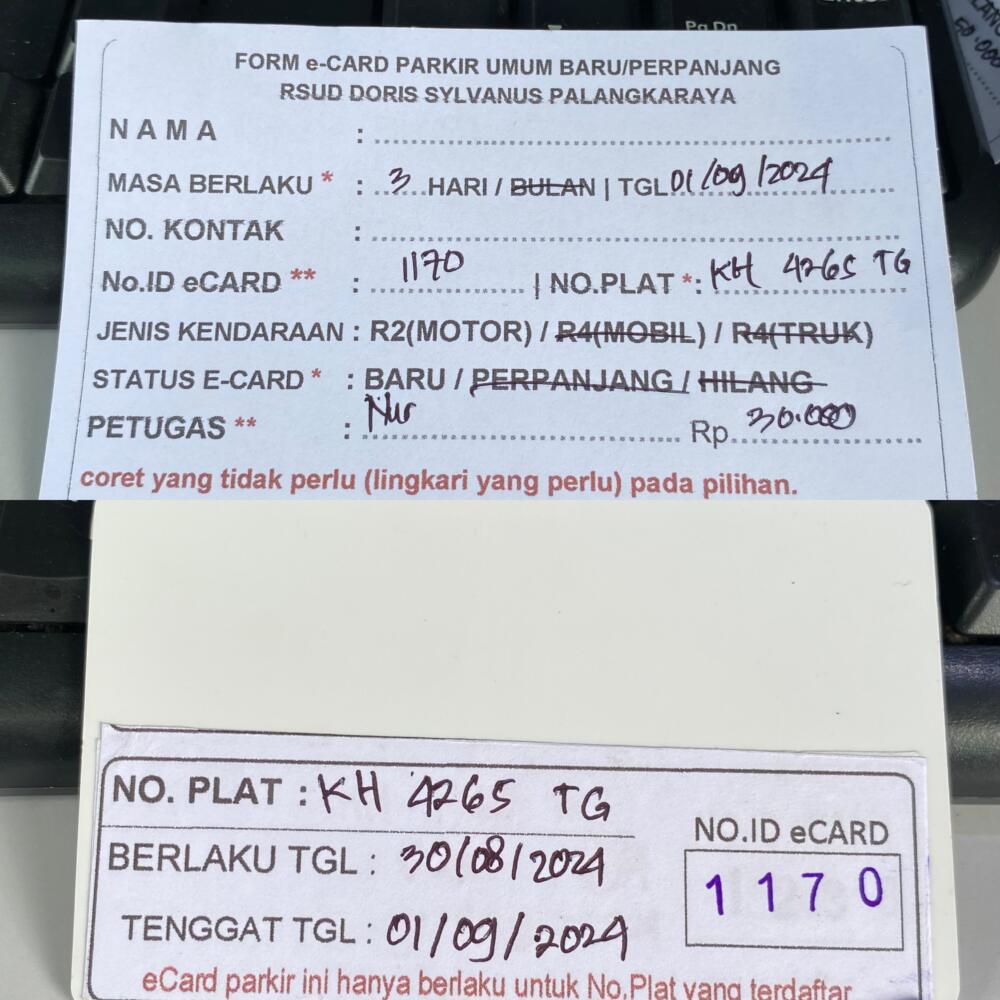 Pg Dn
FORM e-CARD PARKIR UMUM BARU/PERPANJANG
RSUD DORIS SYLVANUS PALANGKARAYA
NAMA :
MASA BERLAKU * : 3 HARI / BULAN | TGL 01/09/2024
NO. KONTAK :
No.ID eCARD ** : 1170 | NO.PLAT *: KH 4265 TG
JENIS KENDARAAN : R2(MOTOR) / R4(MOBIL) / R4(TRUK)
STATUS E-CARD * : BARU / PERPANJANG / HILANG
PETUGAS ** : Nur Rp 30.000
coret yang tidak perlu (lingkari yang perlu) pada pilihan.
NO. PLAT : KH 4265 TG
NO.ID eCARD
BERLAKU TGL : 30/08/2024
1170
TENGGAT TGL : 01/09/2024
eCard parkir ini hanya berlaku untuk No.Plat yang terdaftar